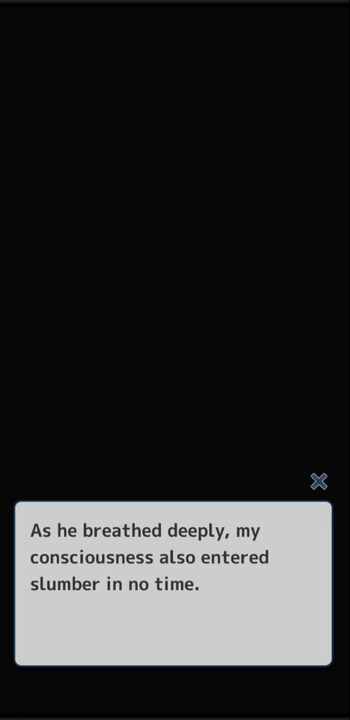 As he breathed deeply, my
consciousness also entered
slumber in no time.